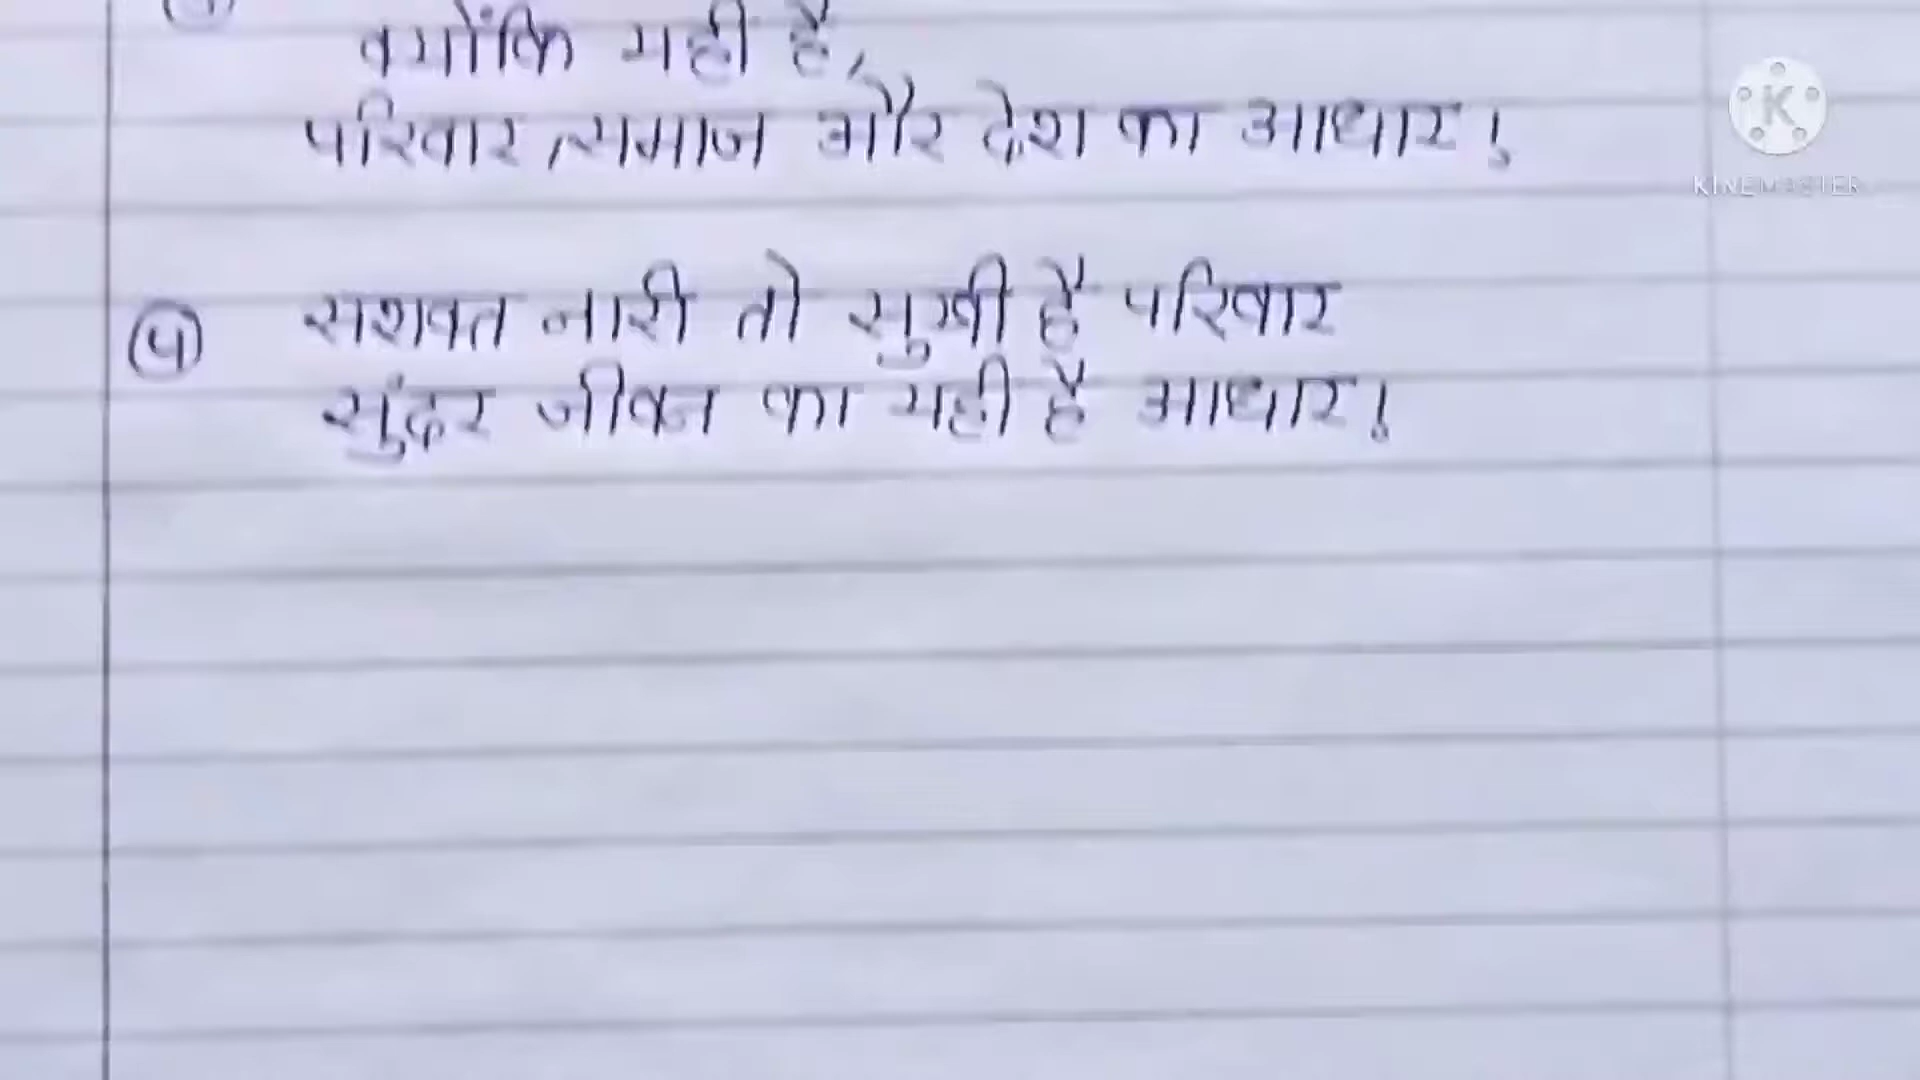 क्योंकि यही है,
परिवार, समाज और देश का आधार!
५ सशक्त नारी तो सुखी है परिवार
सुंदर जीवन का यही है आधार!
K
KINEMASTER